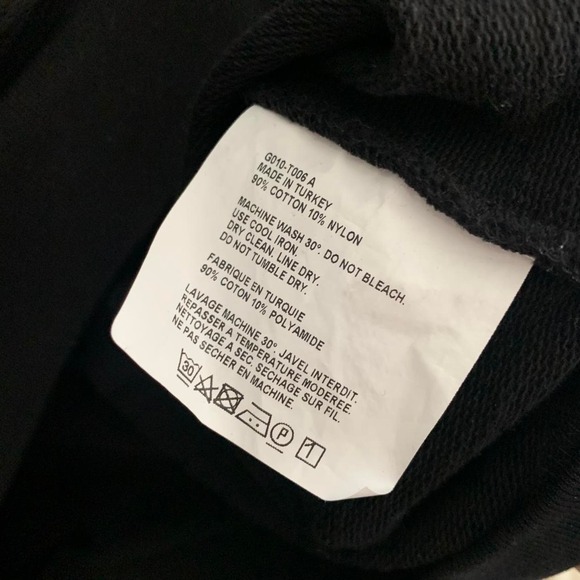 G010-T006 A
MADE IN TURKEY
90% COTTON 10% NYLON
MACHINE WASH 30°. DO NOT BLEACH.
USE COOL IRON.
DRY CLEAN. LINE DRY.
DO NOT TUMBLE DRY.
FABRIQUE EN TURQUIE
90% COTON 10% POLYAMIDE
LAVAGE MACHINE 30°. JAVEL INTERDIT.
REPASSER A TEMPERATURE MODEREE.
NETTOYAGE A SEC. SECHAGE SUR FIL.
NE PAS SECHER EN MACHINE.
30 P